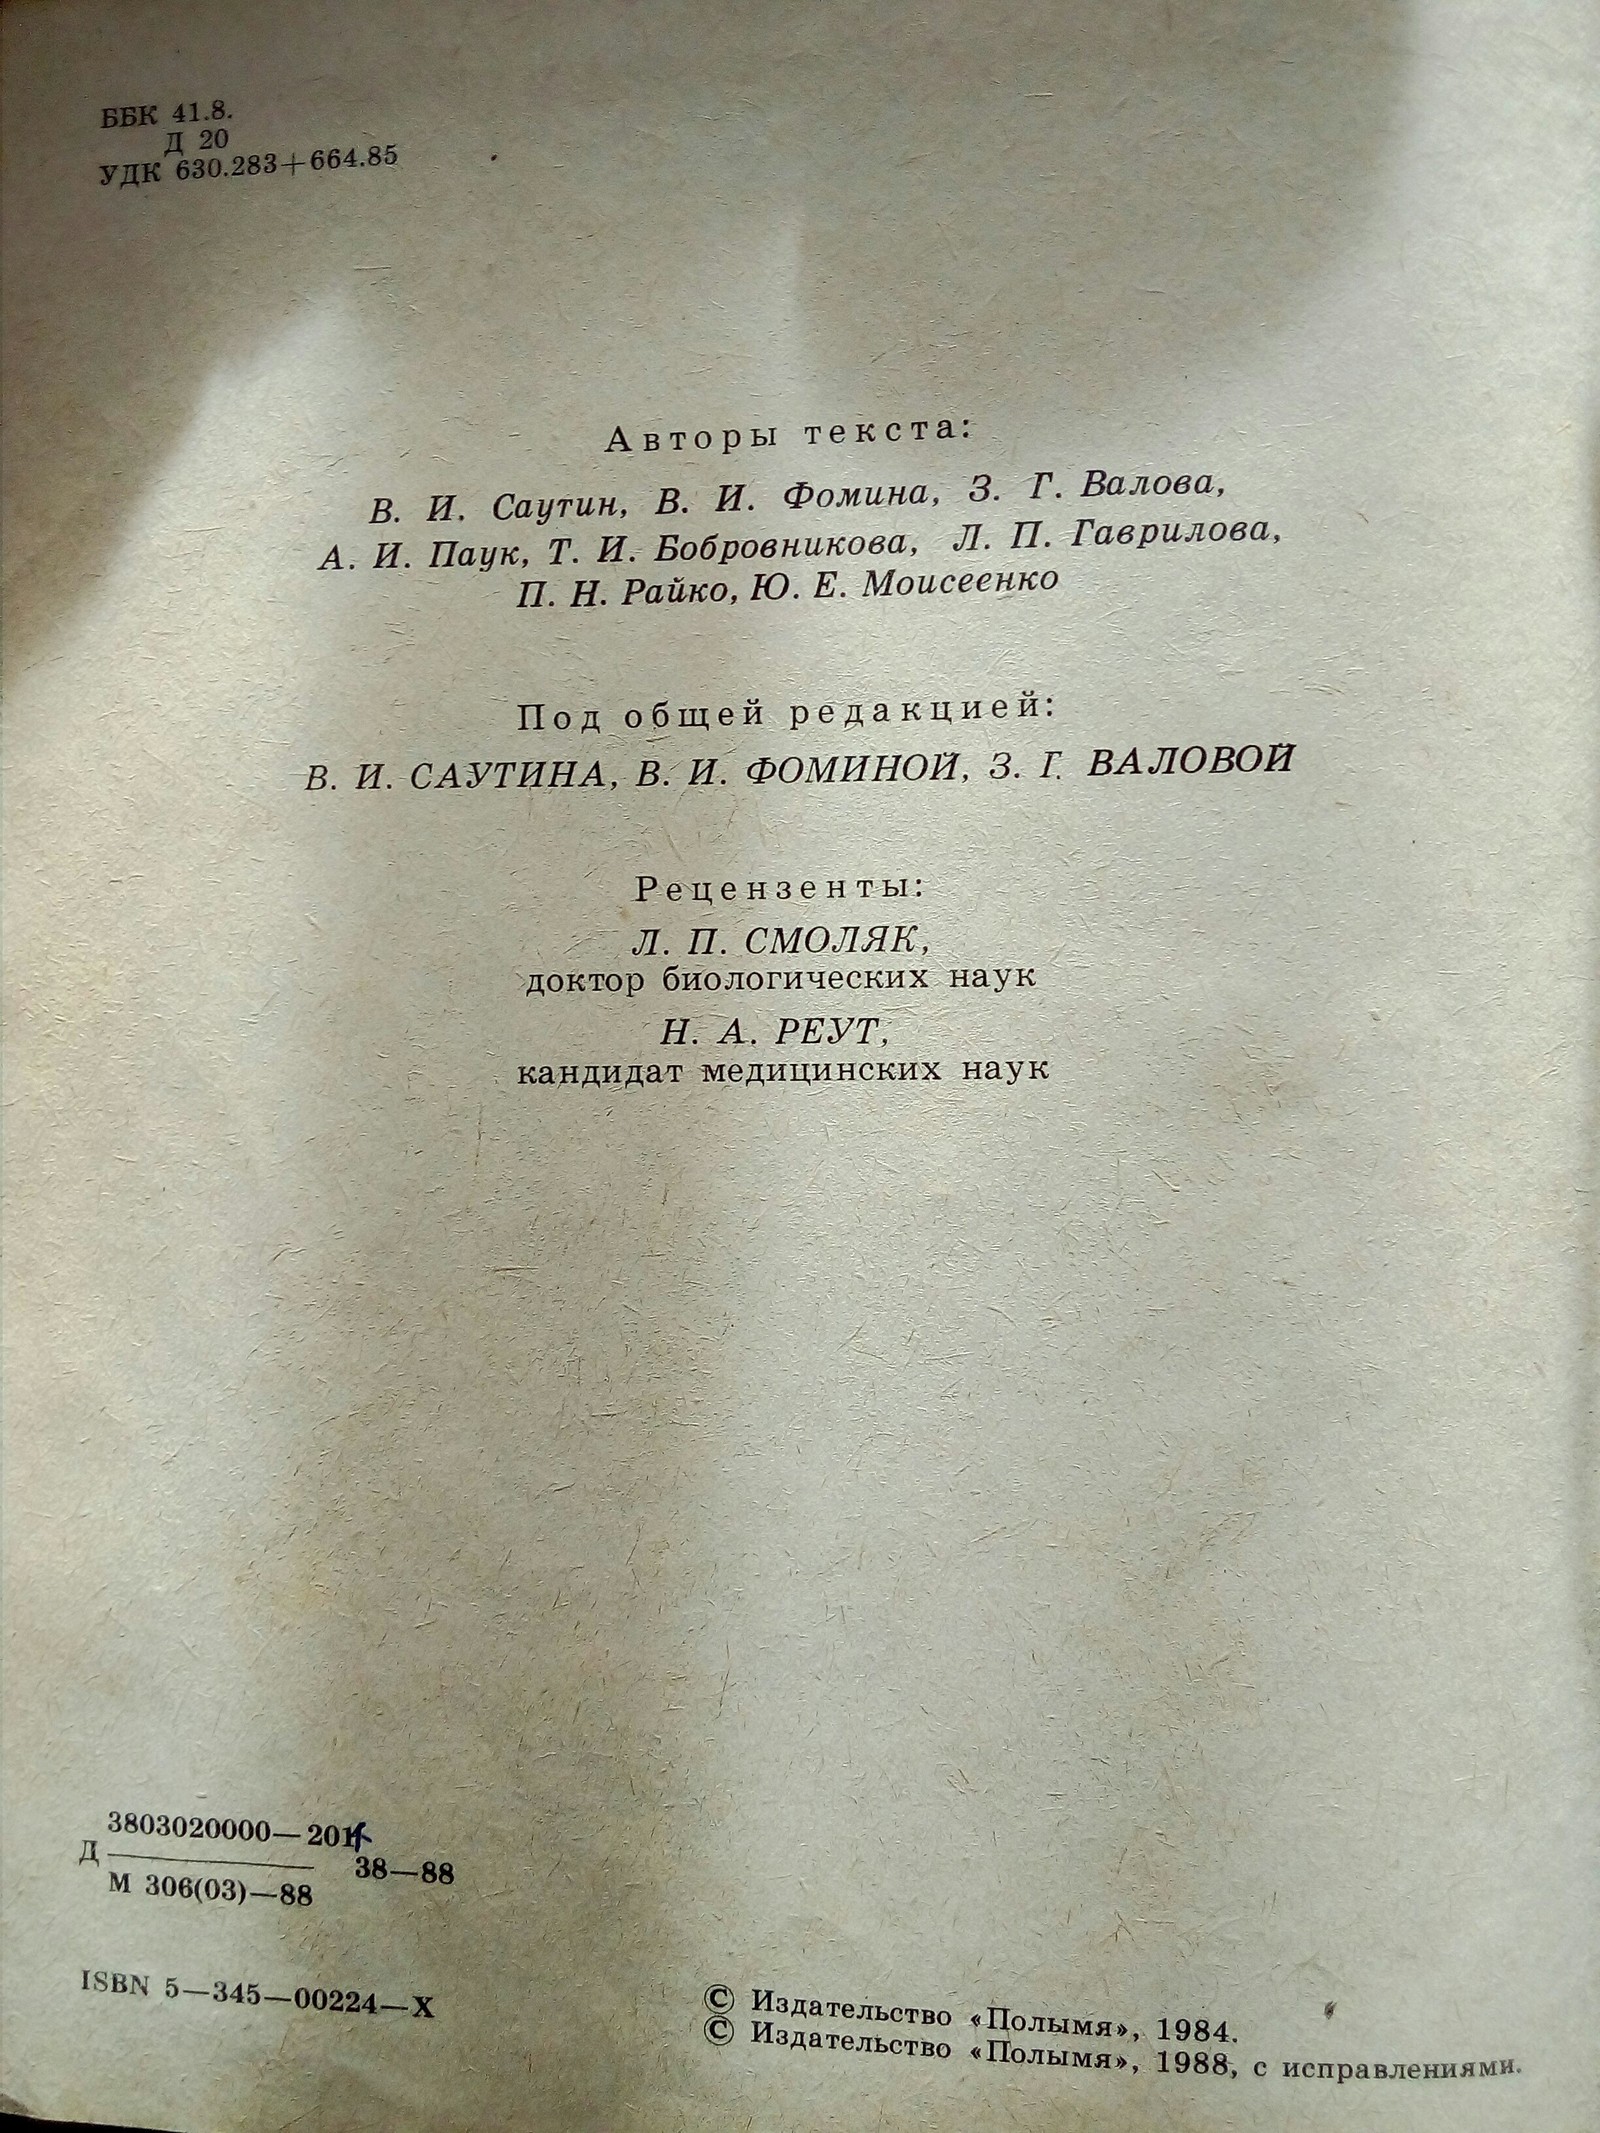 ББК 41.8.
Д 20
УДК 630.283+664.85
Авторы текста:
В. И. Саутин, В. И. Фомина, З. Г. Валова,
А. И. Паук, Т. И. Бобровникова, Л. П. Гаврилова,
П. Н. Райко, Ю. Е. Моисеенко
Под общей редакцией:
В. И. САУТИНА, В. И. ФОМИНОЙ, З. Г. ВАЛОВОЙ
Рецензенты:
Л. П. СМОЛЯК,
доктор биологических наук
Н. А. РЕУТ,
кандидат медицинских наук
3803020000—201
Д 38—88
М 306(03)—88
ISBN 5—345—00224—X
© Издательство «Полымя», 1984.
© Издательство «Полымя», 1988, с исправлениями.